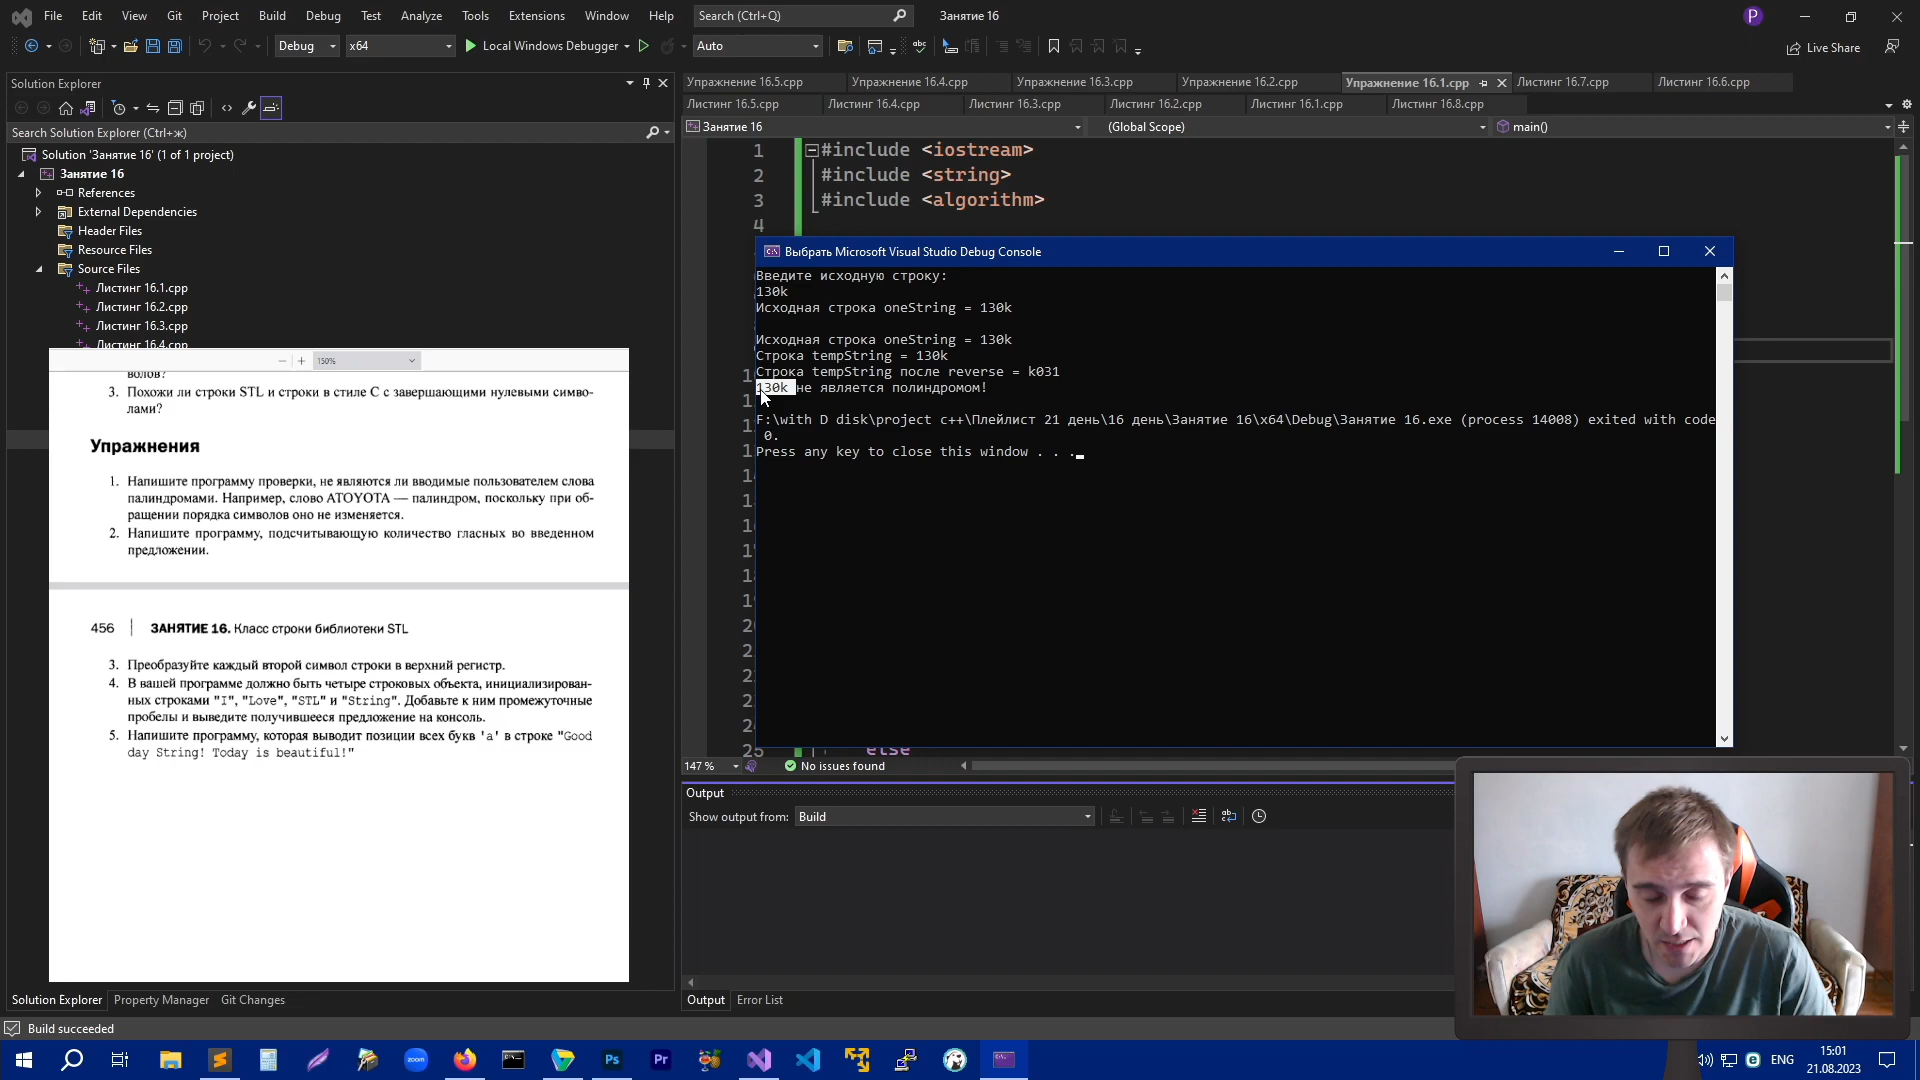 File Edit View Git Project Build Debug Test Analyze Tools Extensions Window Help Search (Ctrl+Q) Занятие 16 P
Debug x64 Local Windows Debugger Auto Live Share
Solution Explorer
Search Solution Explorer (Ctrl+ж)
Solution 'Занятие 16' (1 of 1 project)
Занятие 16
References
External Dependencies
Header Files
Resource Files
Source Files
Листинг 16.1.cpp
Листинг 16.2.cpp
Листинг 16.3.cpp
Листинг 16.4.cpp
150%
волов?
3. Похожи ли строки STL и строки в стиле C с завершающими нулевыми симво-
лами?
Упражнения
1. Напишите программу проверки, не являются ли вводимые пользователем слова
палиндромами. Например, слово ATOYOTA — палиндром, поскольку при об-
ращении порядка символов оно не изменяется.
2. Напишите программу, подсчитывающую количество гласных во введенном
предложении.
456 ЗАНЯТИЕ 16. Класс строки библиотеки STL
3. Преобразуйте каждый второй символ строки в верхний регистр.
4. В вашей программе должно быть четыре строковых объекта, инициализирован-
ных строками "I", "Love", "STL" и "String". Добавьте к ним промежуточные
пробелы и выведите получившееся предложение на консоль.
5. Напишите программу, которая выводит позиции всех букв 'a' в строке "Good
day String! Today is beautiful!"
Solution Explorer Property Manager Git Changes
Упражнение 16.5.cpp Упражнение 16.4.cpp Упражнение 16.3.cpp Упражнение 16.2.cpp Упражнение 16.1.cpp Листинг 16.7.cpp Листинг 16.6.cpp
Листинг 16.5.cpp Листинг 16.4.cpp Листинг 16.3.cpp Листинг 16.2.cpp Листинг 16.1.cpp Листинг 16.8.cpp
Занятие 16 (Global Scope) main()
1 #include <iostream>
2 #include <string>
3 #include <algorithm>
4
Выбрать Microsoft Visual Studio Debug Console
Введите исходную строку:
130k
Исходная строка oneString = 130k
Исходная строка oneString = 130k
Строка tempString = 130k
Строка tempString после reverse = k031
130k не является полиндромом!
F:\with D disk\project c++\Плейлист 21 день\16 день\Занятие 16\x64\Debug\Занятие 16.exe (process 14008) exited with code
0.
Press any key to close this window . . .
25 else
147 % No issues found
Output
Show output from: Build
Output Error List
Build succeeded
zoom Ps Pr ENG 15:01
21.08.2023